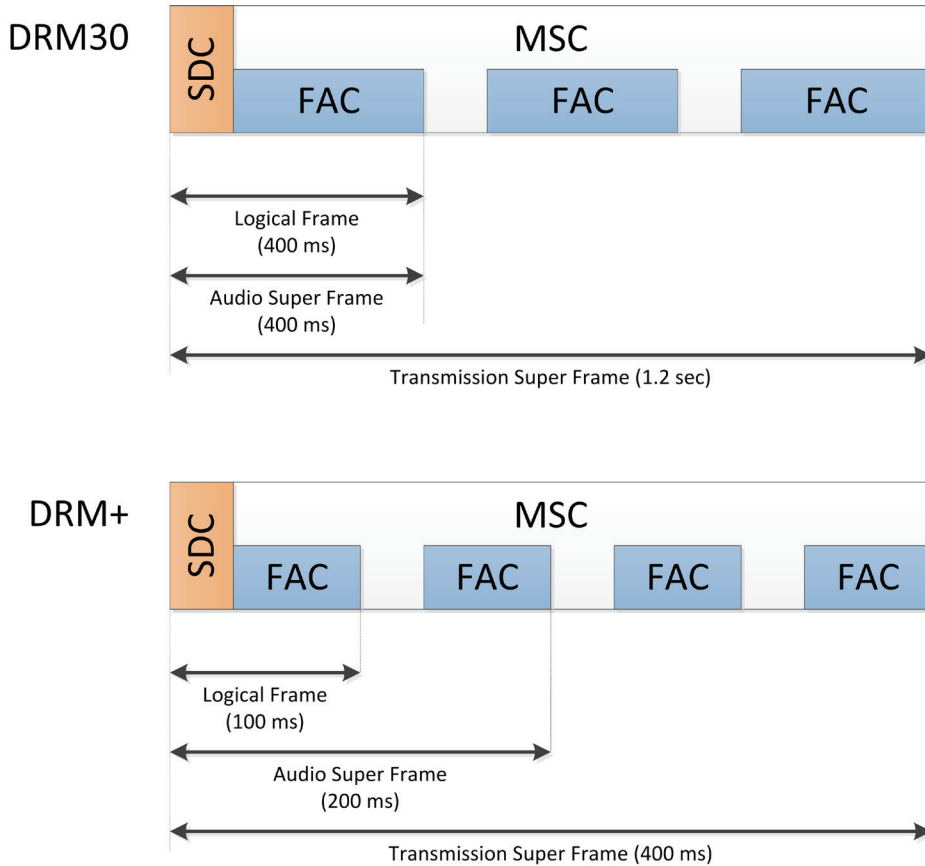 DRM30
SDC
MSC
FAC
FAC
FAC
Logical Frame
(400 ms)
Audio Super Frame
(400 ms)
Transmission Super Frame (1.2 sec)
DRM+
SDC
MSC
FAC
FAC
FAC
FAC
Logical Frame
(100 ms)
Audio Super Frame
(200 ms)
Transmission Super Frame (400 ms)